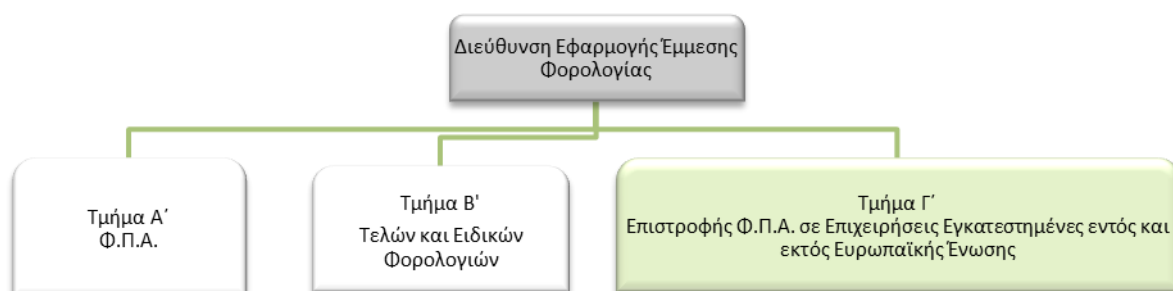 Διεύθυνση Εφαρμογής Έμμεσης
Φορολογίας
Τμήμα Α΄
Φ.Π.Α.
Τμήμα Β'
Τελών και Ειδικών
Φορολογιών
Τμήμα Γ΄
Επιστροφής Φ.Π.Α. σε Επιχειρήσεις Εγκατεστημένες εντός και
εκτός Ευρωπαϊκής Ένωσης